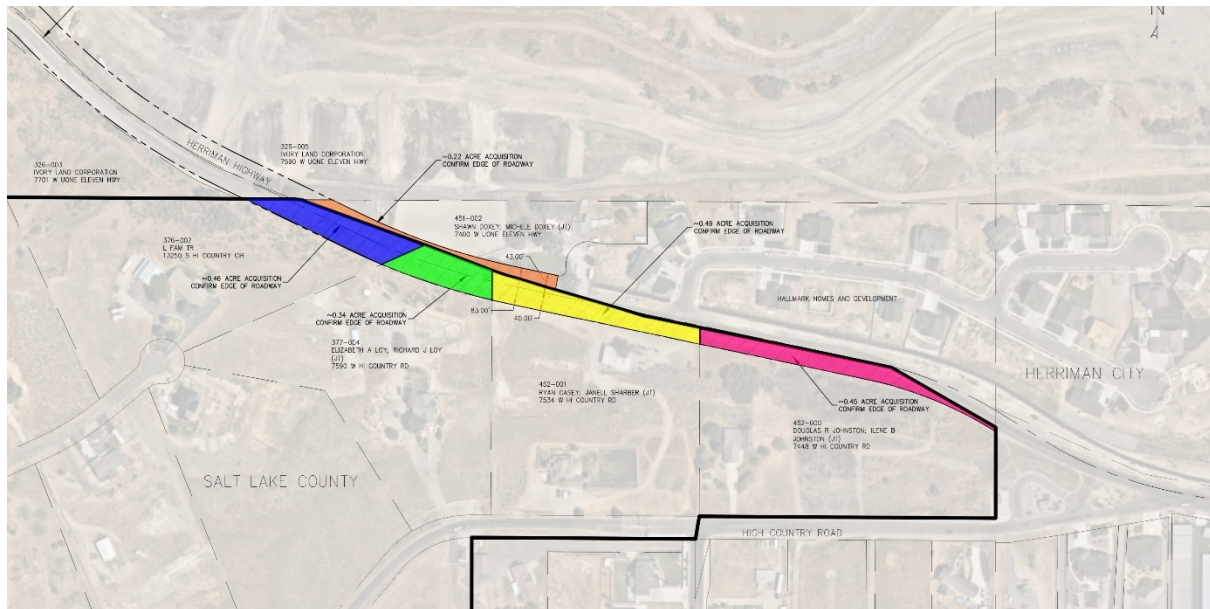 N
HERRIMAN HIGHWAY
326-003
IVORY LAND CORPORATION
7701 W UONE ELEVEN HWY
326-005
IVORY LAND CORPORATION
7590 W UONE ELEVEN HWY
~0.22 ACRE ACQUISITION
CONFIRM EDGE OF ROADWAY
451-002
SHAWN DOXEY; MICHELE DOXEY (JT)
7400 W UONE ELEVEN HWY
~0.49 ACRE ACQUISITION
CONFIRM EDGE OF ROADWAY
376-002
L FAM TR
13250 S HI COUNTRY CIR
~0.46 ACRE ACQUISITION
CONFIRM EDGE OF ROADWAY
43.00'
83.00'
40.00'
~0.34 ACRE ACQUISITION
CONFIRM EDGE OF ROADWAY
377-004
ELIZABETH A LOY; RICHARD J LOY
(JT)
7590 W HI COUNTRY RD
HALLMARK HOMES AND DEVELOPMENT
HERRIMAN CITY
452-001
RYAN CASEY; JANELL SHARBER (JT)
7534 W HI COUNTRY RD
~0.45 ACRE ACQUISITION
CONFIRM EDGE OF ROADWAY
452-000
DOUGLAS R JOHNSTON; ILENE B
JOHNSTON (JT)
7448 W HI COUNTRY RD
SALT LAKE COUNTY
HIGH COUNTRY ROAD